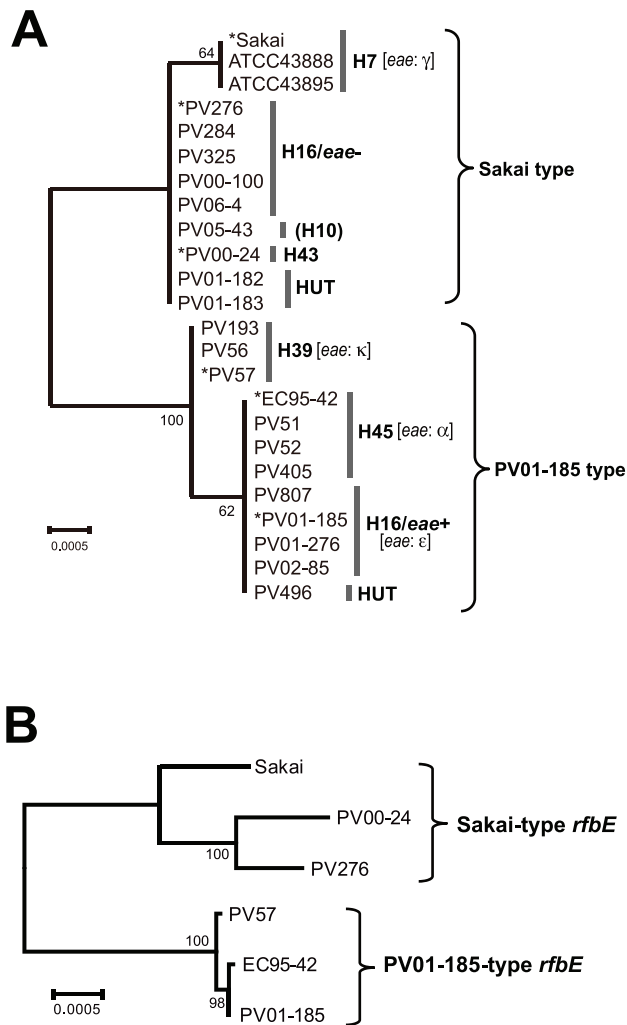 A
64
*Sakai
ATCC43888
ATCC43895
H7 [eae: γ]
*PV276
PV284
PV325
PV00-100
PV06-4
H16/eae-
PV05-43
(H10)
*PV00-24
H43
PV01-182
PV01-183
HUT
Sakai type
PV193
PV56
*PV57
H39 [eae: κ]
100
*EC95-42
PV51
PV52
PV405
H45 [eae: α]
PV807
*PV01-185
PV01-276
PV02-85
H16/eae+
[eae: ε]
62
PV496
HUT
PV01-185 type
0.0005
B
Sakai
PV00-24
100
PV276
Sakai-type rfbE
PV57
100
EC95-42
98
PV01-185
PV01-185-type rfbE
0.0005